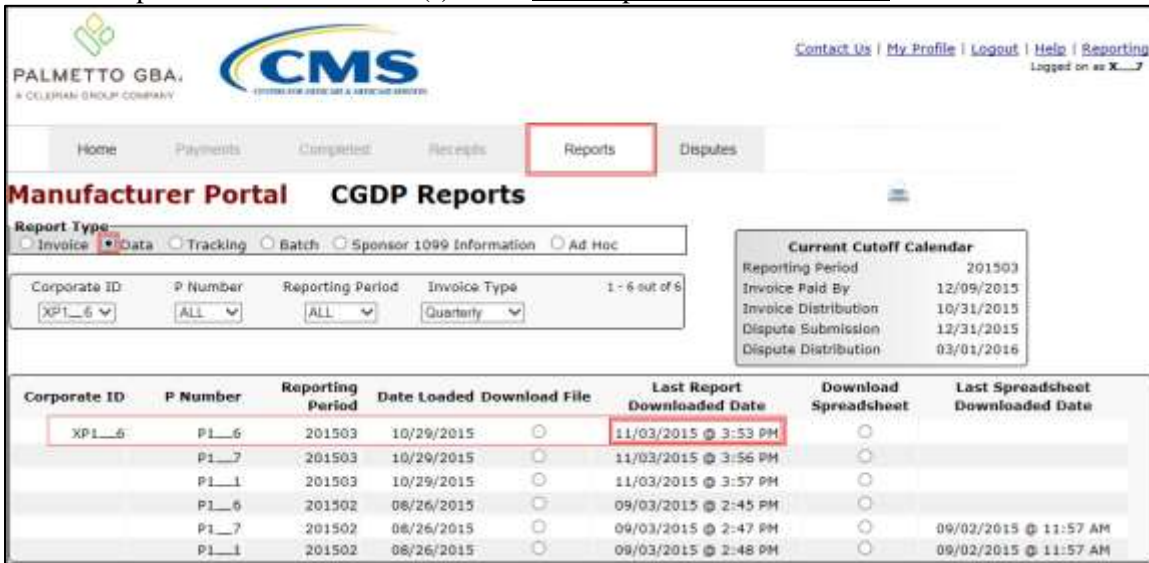 PALMETTO GBA.
A CELERIAN GROUP COMPANY
CMS
CENTERS FOR MEDICARE & MEDICAID SERVICES
Contact Us | My Profile | Logout | Help | Reporting
Logged on as X__7
Home Payments Completed Receipts Reports Disputes
Manufacturer Portal CGDP Reports
Report Type
Invoice Data Tracking Batch Sponsor 1099 Information Ad Hoc
Corporate ID P Number Reporting Period Invoice Type 1 - 6 out of 6
XP1__6 ALL ALL Quarterly
Current Cutoff Calendar
Reporting Period 201503
Invoice Paid By 12/09/2015
Invoice Distribution 10/31/2015
Dispute Submission 12/31/2015
Dispute Distribution 03/01/2016
Corporate ID P Number Reporting Period Date Loaded Download File Last Report Downloaded Date Download Spreadsheet Last Spreadsheet Downloaded Date
XP1__6 P1__6 201503 10/29/2015 11/03/2015 @ 3:53 PM
P1__7 201503 10/29/2015 11/03/2015 @ 3:56 PM
P1__1 201503 10/29/2015 11/03/2015 @ 3:57 PM
P1__6 201502 08/26/2015 09/03/2015 @ 2:45 PM
P1__7 201502 08/26/2015 09/03/2015 @ 2:47 PM 09/02/2015 @ 11:57 AM
P1__1 201502 08/26/2015 09/03/2015 @ 2:48 PM 09/02/2015 @ 11:57 AM